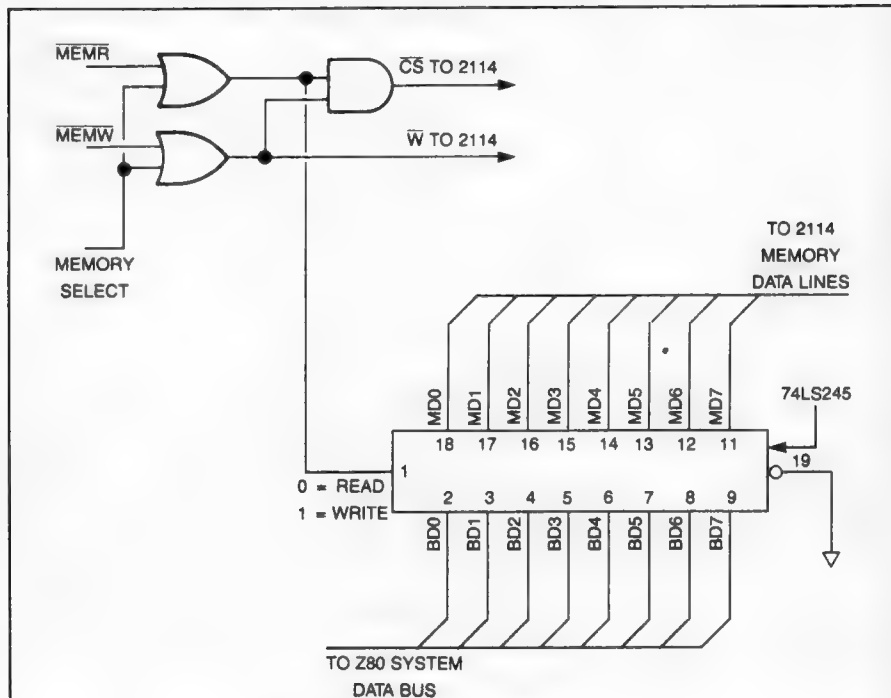 MEMR
CS TO 2114
MEMW
W TO 2114
MEMORY
SELECT
TO 2114
MEMORY
DATA LINES
74LS245
MD0 MD1 MD2 MD3 MD4 MD5 MD6 MD7
18 17 16 15 14 13 12 11
19
1
0 = READ
1 = WRITE
2 3 4 5 6 7 8 9
BD0 BD1 BD2 BD3 BD4 BD5 BD6 BD7
TO Z80 SYSTEM
DATA BUS